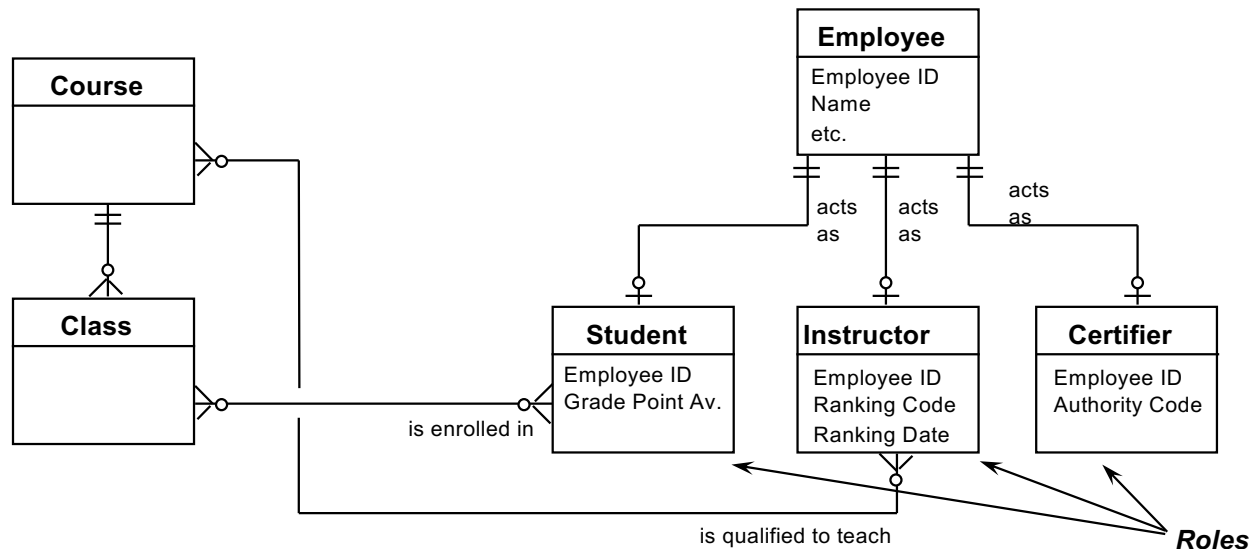 Employee
Employee ID
Name
etc.
Course
acts
as
acts
as
acts
as
Class
Student
Employee ID
Grade Point Av.
Instructor
Employee ID
Ranking Code
Ranking Date
Certifier
Employee ID
Authority Code
is enrolled in
is qualified to teach
Roles